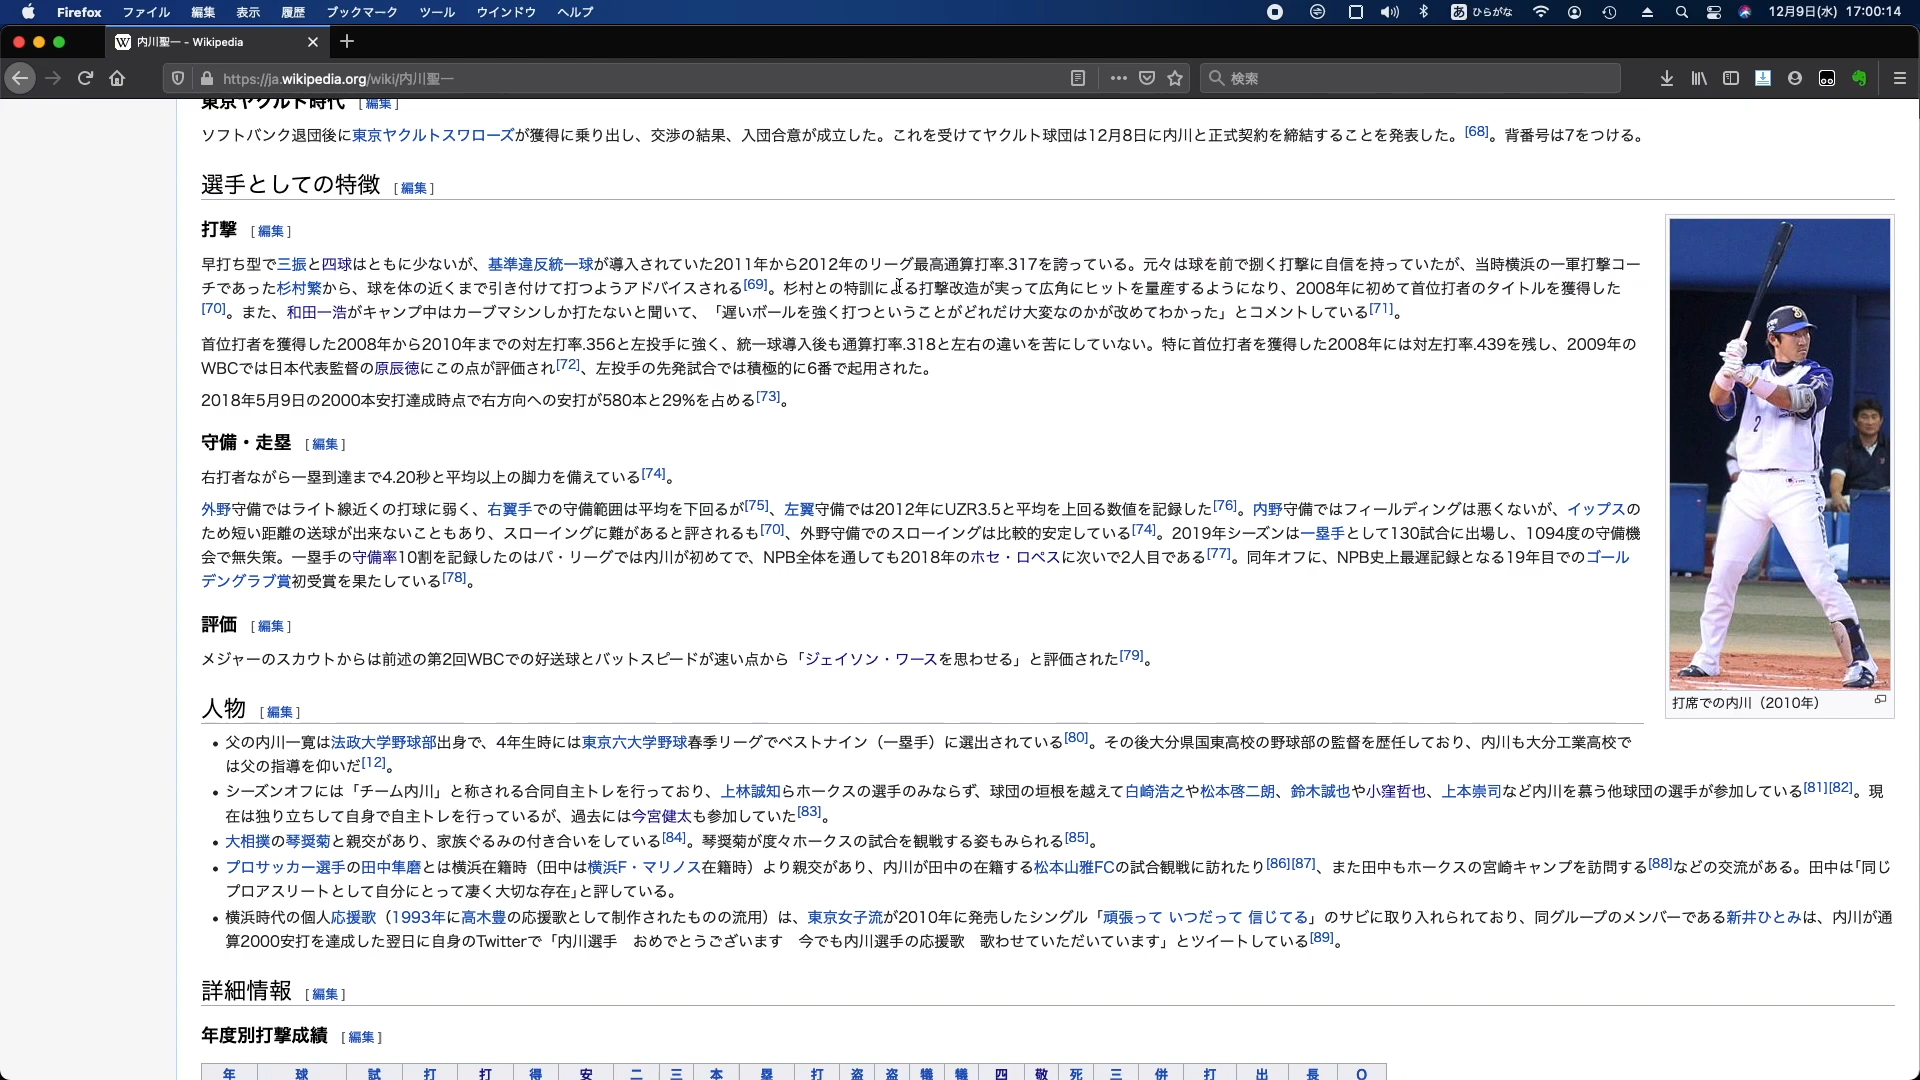 Firefox ファイル 編集 表示 履歴 ブックマーク ツール ウインドウ ヘルプ あ ひらがな 12月9日(水) 17:00:14
W 内川聖一 - Wikipedia
https://ja.wikipedia.org/wiki/内川聖一 検索
東京ヤクルト時代 [編集]
ソフトバンク退団後に東京ヤクルトスワローズが獲得に乗り出し、交渉の結果、入団合意が成立した。これを受けてヤクルト球団は12月8日に内川と正式契約を締結することを発表した。[68]。背番号は7をつける。
選手としての特徴 [編集]
打撃 [編集]
早打ち型で三振と四球はともに少ないが、基準違反統一球が導入されていた2011年から2012年のリーグ最高通算打率.317を誇っている。元々は球を前で捌く打撃に自信を持っていたが、当時横浜の一軍打撃コー
チであった杉村繁から、球を体の近くまで引き付けて打つようアドバイスされる[69]。杉村との特訓による打撃改造が実って広角にヒットを量産するようになり、2008年に初めて首位打者のタイトルを獲得した
[70]。また、和田一浩がキャンプ中はカーブマシンしか打たないと聞いて、「遅いボールを強く打つということがどれだけ大変なのかが改めてわかった」とコメントしている[71]。
首位打者を獲得した2008年から2010年までの対左打率.356と左投手に強く、統一球導入後も通算打率.318と左右の違いを苦にしていない。特に首位打者を獲得した2008年には対左打率.439を残し、2009年の
WBCでは日本代表監督の原辰徳にこの点が評価され[72]、左投手の先発試合では積極的に6番で起用された。
2018年5月9日の2000本安打達成時点で右方向への安打が580本と29%を占める[73]。
守備・走塁 [編集]
右打者ながら一塁到達まで4.20秒と平均以上の脚力を備えている[74]。
外野守備ではライト線近くの打球に弱く、右翼手での守備範囲は平均を下回るが[75]、左翼守備では2012年にUZR3.5と平均を上回る数値を記録した[76]。内野守備ではフィールディングは悪くないが、イップスの
ため短い距離の送球が出来ないこともあり、スローイングに難があると評されるも[70]、外野守備でのスローイングは比較的安定している[74]。2019年シーズンは一塁手として130試合に出場し、1094度の守備機
会で無失策。一塁手の守備率10割を記録したのはパ・リーグでは内川が初めてで、NPB全体を通しても2018年のホセ・ロペスに次いで2人目である[77]。同年オフに、NPB史上最遅記録となる19年目でのゴール
デングラブ賞初受賞を果たしている[78]。
評価 [編集]
メジャーのスカウトからは前述の第2回WBCでの好送球とバットスピードが速い点から「ジェイソン・ワースを思わせる」と評価された[79]。
打席での内川（2010年）
人物 [編集]
• 父の内川一寛は法政大学野球部出身で、4年生時には東京六大学野球春季リーグでベストナイン（一塁手）に選出されている[80]。その後大分県国東高校の野球部の監督を歴任しており、内川も大分工業高校で
は父の指導を仰いだ[12]。
• シーズンオフには「チーム内川」と称される合同自主トレを行っており、上林誠知らホークスの選手のみならず、球団の垣根を越えて白崎浩之や松本啓二朗、鈴木誠也や小窪哲也、上本崇司など内川を慕う他球団の選手が参加している[81][82]。現
在は独り立ちして自身で自主トレを行っているが、過去には今宮健太も参加していた[83]。
• 大相撲の琴奨菊と親交があり、家族ぐるみの付き合いをしている[84]。琴奨菊が度々ホークスの試合を観戦する姿もみられる[85]。
• プロサッカー選手の田中隼磨とは横浜在籍時（田中は横浜F・マリノス在籍時）より親交があり、内川が田中の在籍する松本山雅FCの試合観戦に訪れたり[86][87]、また田中もホークスの宮崎キャンプを訪問する[88]などの交流がある。田中は「同じ
プロアスリートとして自分にとって凄く大切な存在」と評している。
• 横浜時代の個人応援歌（1993年に高木豊の応援歌として制作されたものの流用）は、東京女子流が2010年に発売したシングル「頑張って いつだって 信じてる」のサビに取り入れられており、同グループのメンバーである新井ひとみは、内川が通
算2000安打を達成した翌日に自身のTwitterで「内川選手　おめでとうございます　今でも内川選手の応援歌　歌わせていただいています」とツイートしている[89]。
詳細情報 [編集]
年度別打撃成績 [編集]
年 球 試 打 打 得 安 二 三 本 塁 打 盗 盗 犠 犠 四 敬 死 三 併 打 出 長 O